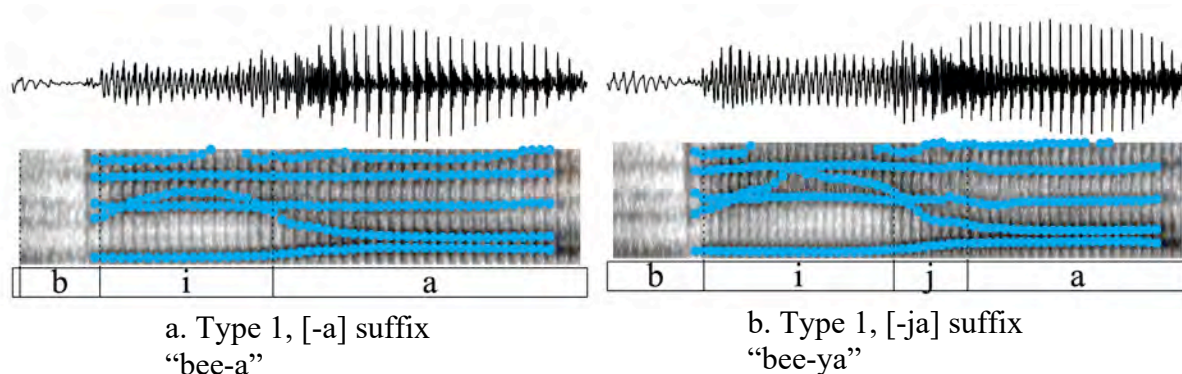 b i a
b i j a
a. Type 1, [-a] suffix
“bee-a”
b. Type 1, [-ja] suffix
“bee-ya”